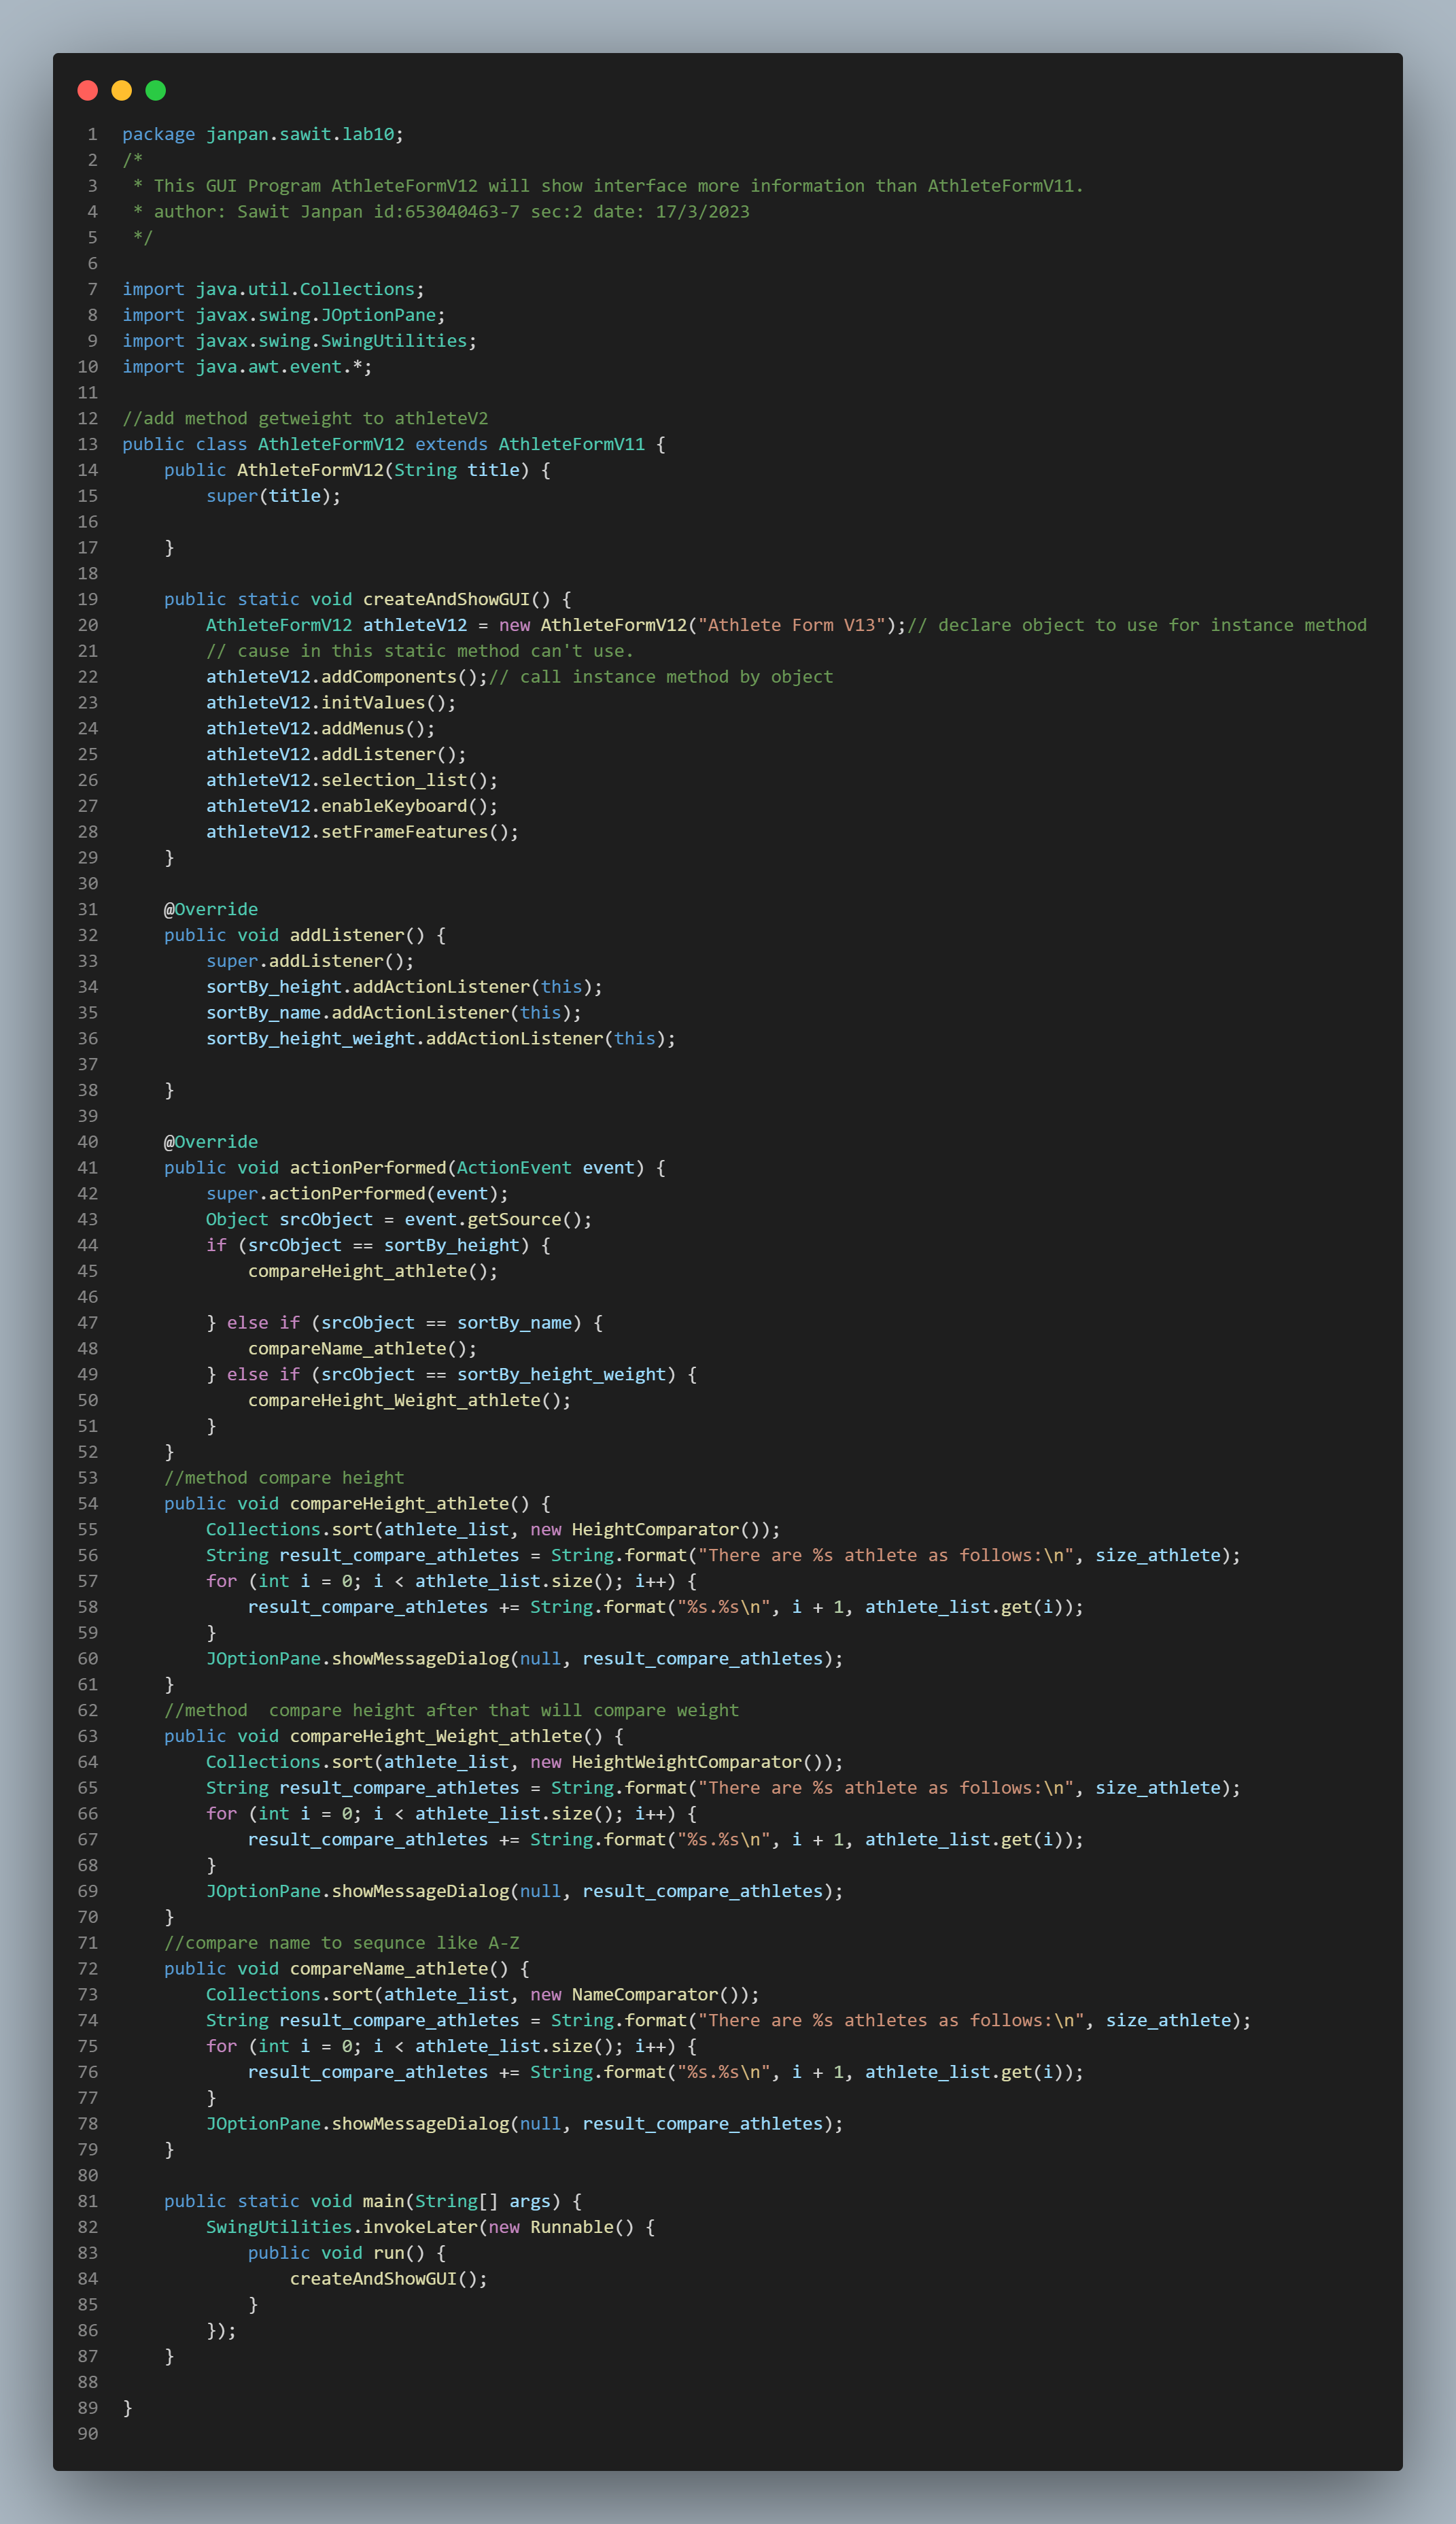 1 package janpan.sawit.lab10;
2 /*
3  * This GUI Program AthleteFormV12 will show interface more information than AthleteFormV11.
4  * author: Sawit Janpan id:653040463-7 sec:2 date: 17/3/2023
5  */
6
7 import java.util.Collections;
8 import javax.swing.JOptionPane;
9 import javax.swing.SwingUtilities;
10 import java.awt.event.*;
11
12 //add method getweight to athleteV2
13 public class AthleteFormV12 extends AthleteFormV11 {
14     public AthleteFormV12(String title) {
15         super(title);
16
17     }
18
19     public static void createAndShowGUI() {
20         AthleteFormV12 athleteV12 = new AthleteFormV12("Athlete Form V13");// declare object to use for instance method
21         // cause in this static method can't use.
22         athleteV12.addComponents();// call instance method by object
23         athleteV12.initValues();
24         athleteV12.addMenus();
25         athleteV12.addListener();
26         athleteV12.selection_list();
27         athleteV12.enableKeyboard();
28         athleteV12.setFrameFeatures();
29     }
30
31     @Override
32     public void addListener() {
33         super.addListener();
34         sortBy_height.addActionListener(this);
35         sortBy_name.addActionListener(this);
36         sortBy_height_weight.addActionListener(this);
37
38     }
39
40     @Override
41     public void actionPerformed(ActionEvent event) {
42         super.actionPerformed(event);
43         Object srcObject = event.getSource();
44         if (srcObject == sortBy_height) {
45             compareHeight_athlete();
46
47         } else if (srcObject == sortBy_name) {
48             compareName_athlete();
49         } else if (srcObject == sortBy_height_weight) {
50             compareHeight_Weight_athlete();
51         }
52     }
53     //method compare height
54     public void compareHeight_athlete() {
55         Collections.sort(athlete_list, new HeightComparator());
56         String result_compare_athletes = String.format("There are %s athlete as follows:\n", size_athlete);
57         for (int i = 0; i < athlete_list.size(); i++) {
58             result_compare_athletes += String.format("%s.%s\n", i + 1, athlete_list.get(i));
59         }
60         JOptionPane.showMessageDialog(null, result_compare_athletes);
61     }
62     //method  compare height after that will compare weight
63     public void compareHeight_Weight_athlete() {
64         Collections.sort(athlete_list, new HeightWeightComparator());
65         String result_compare_athletes = String.format("There are %s athlete as follows:\n", size_athlete);
66         for (int i = 0; i < athlete_list.size(); i++) {
67             result_compare_athletes += String.format("%s.%s\n", i + 1, athlete_list.get(i));
68         }
69         JOptionPane.showMessageDialog(null, result_compare_athletes);
70     }
71     //compare name to sequnce like A-Z
72     public void compareName_athlete() {
73         Collections.sort(athlete_list, new NameComparator());
74         String result_compare_athletes = String.format("There are %s athletes as follows:\n", size_athlete);
75         for (int i = 0; i < athlete_list.size(); i++) {
76             result_compare_athletes += String.format("%s.%s\n", i + 1, athlete_list.get(i));
77         }
78         JOptionPane.showMessageDialog(null, result_compare_athletes);
79     }
80
81     public static void main(String[] args) {
82         SwingUtilities.invokeLater(new Runnable() {
83             public void run() {
84                 createAndShowGUI();
85             }
86         });
87     }
88
89 }
90